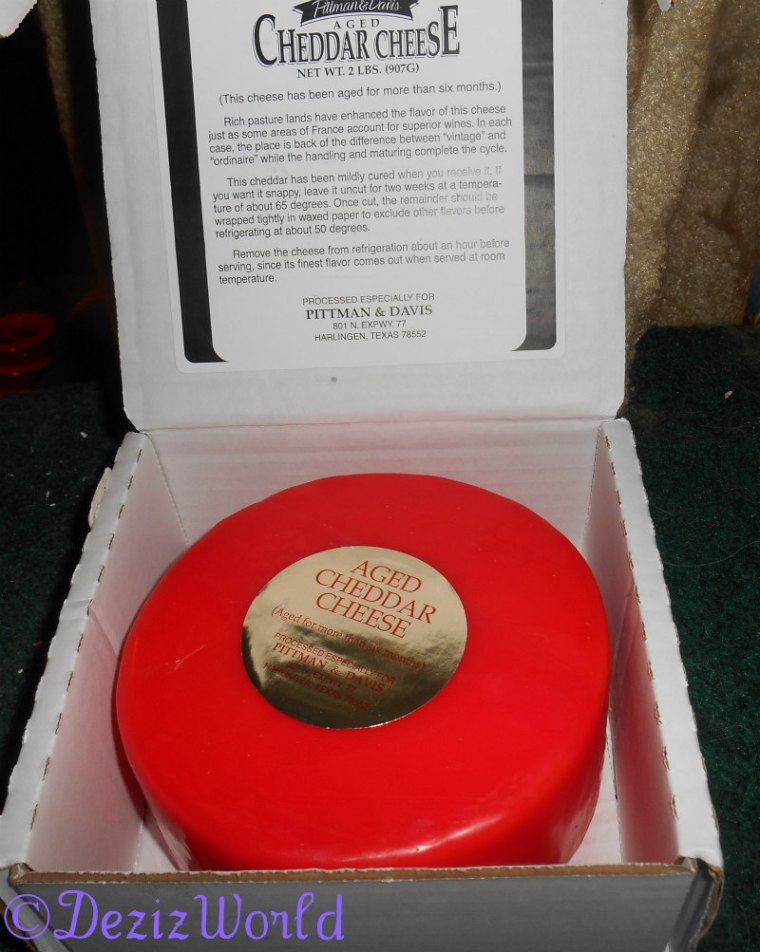 Pittman & Davis
AGED
CHEDDAR CHEESE
NET WT. 2 LBS. (907G)
(This cheese has been aged for more than six months.)
Rich pasture lands have enhanced the flavor of this cheese
just as some areas of France account for superior wines. In each
case, the place is back of the difference between "vintage" and
"ordinaire" while the handling and maturing complete the cycle.
This cheddar has been mildly cured when you receive it. If
you want it snappy, leave it uncut for two weeks at a tempera-
ture of about 65 degrees. Once cut, the remainder should be
wrapped tightly in waxed paper to exclude other flavors before
refrigerating at about 50 degrees.
Remove the cheese from refrigeration about an hour before
serving, since its finest flavor comes out when served at room
temperature.
PROCESSED ESPECIALLY FOR
PITTMAN & DAVIS
801 N. EXPWY. 77
HARLINGEN, TEXAS 78552
AGED
CHEDDAR
CHEESE
(Aged for more than six months)
PROCESSED ESPECIALLY FOR
PITTMAN & DAVIS
©DezizWorld